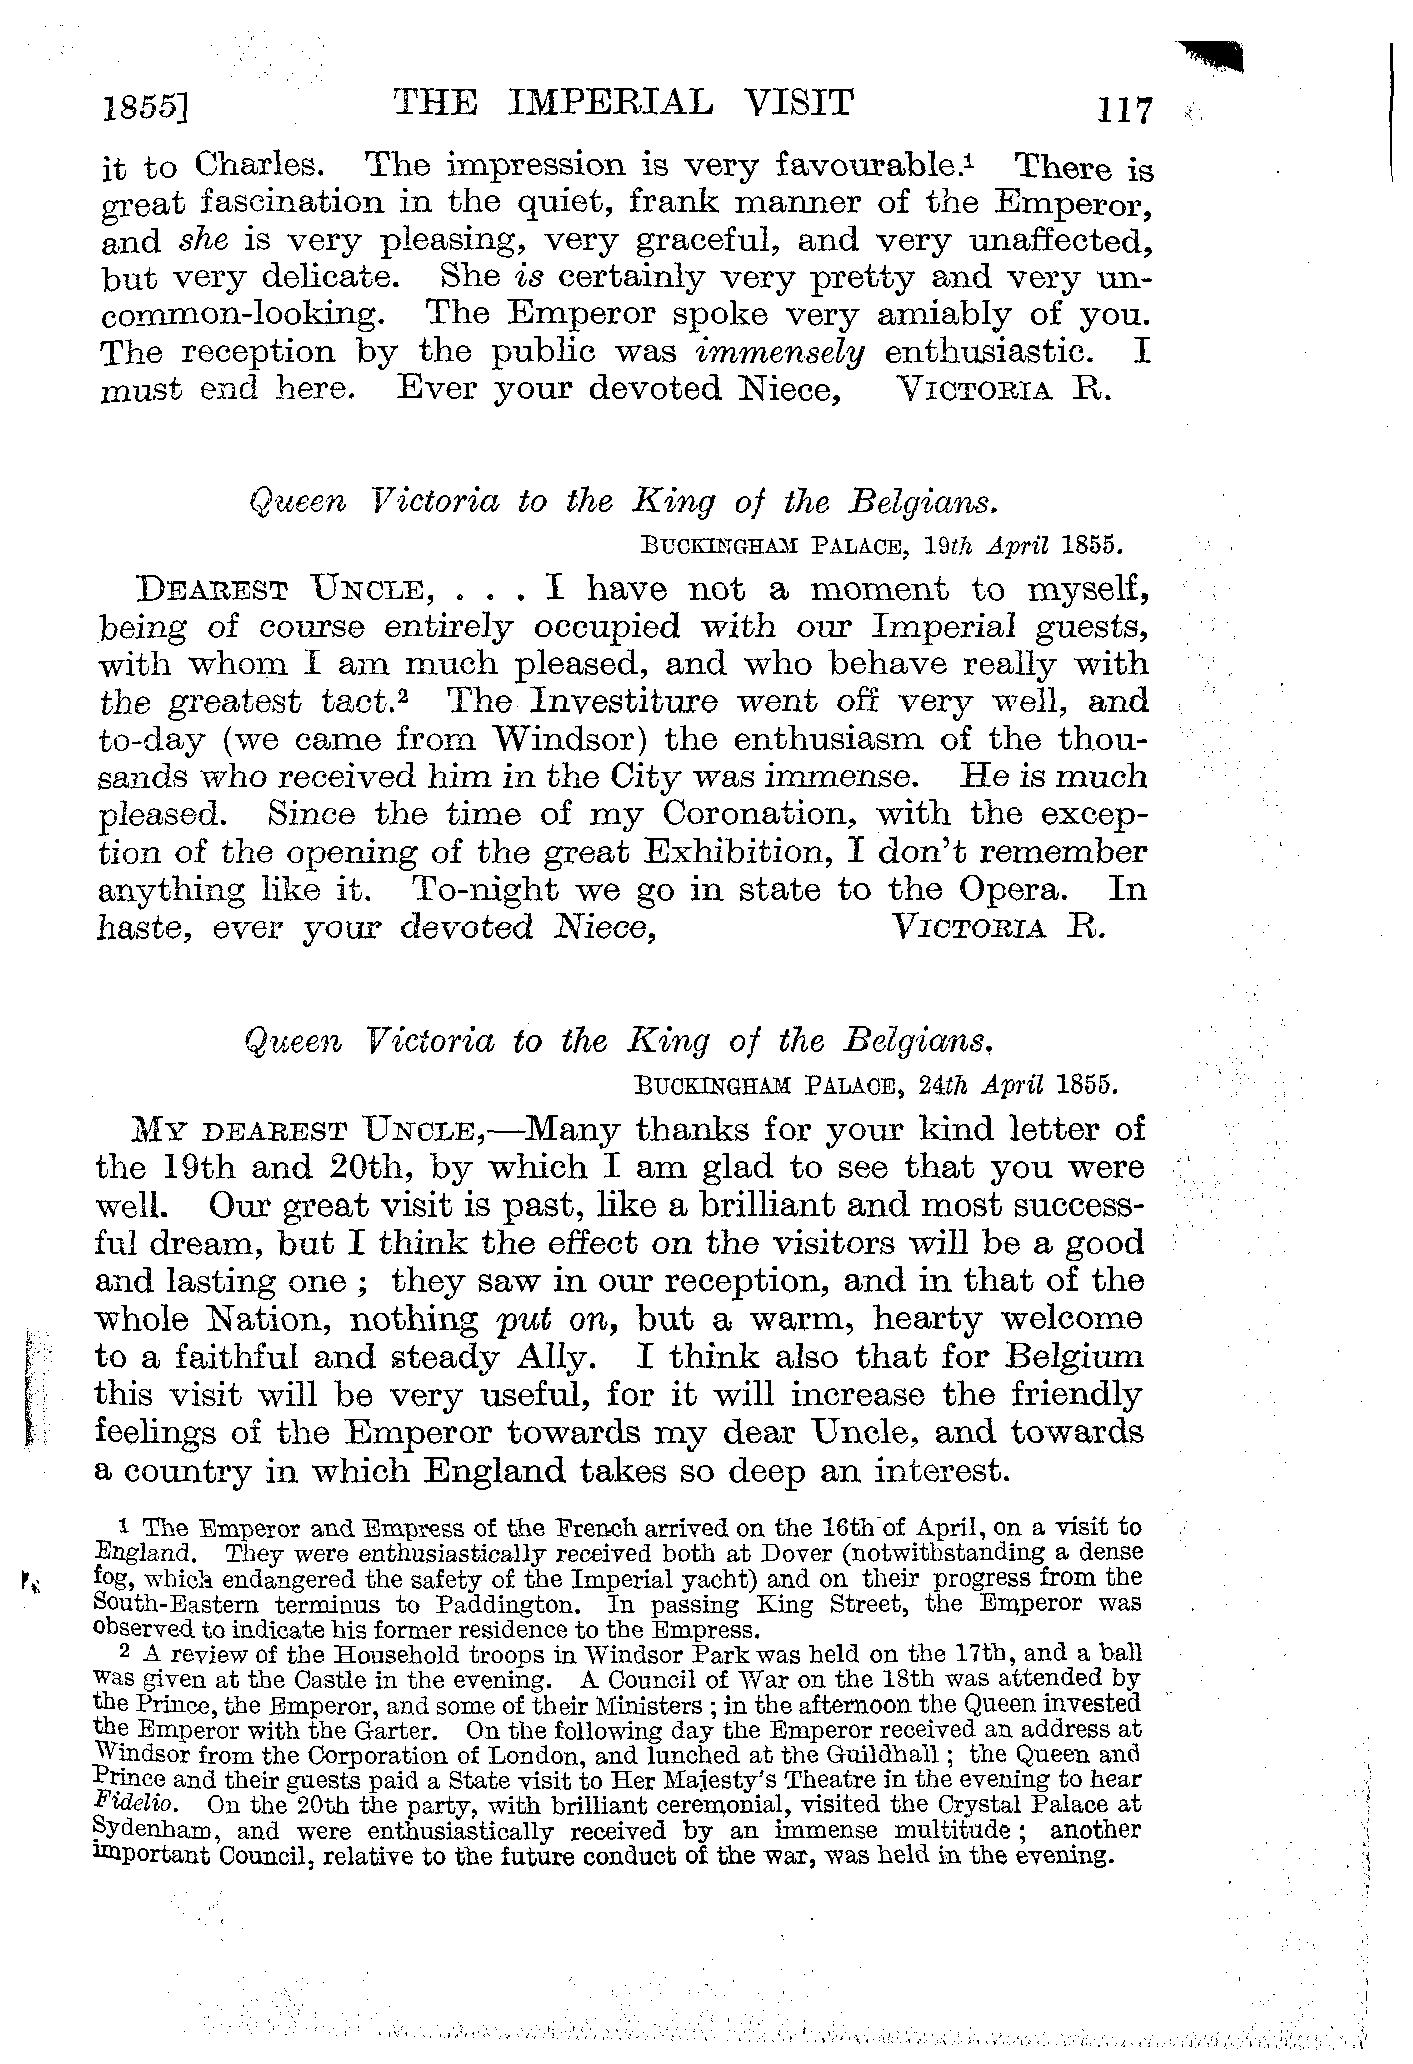 1855] THE IMPERIAL VISIT 117
it to Charles. The impression is very favourable.¹ There is
great fascination in the quiet, frank manner of the Emperor,
and she is very pleasing, very graceful, and very unaffected,
but very delicate. She is certainly very pretty and very un-
common-looking. The Emperor spoke very amiably of you.
The reception by the public was immensely enthusiastic. I
must end here. Ever your devoted Niece, VICTORIA R.
Queen Victoria to the King of the Belgians.
BUCKINGHAM PALACE, 19th April 1855.
DEAREST UNCLE, . . . I have not a moment to myself,
being of course entirely occupied with our Imperial guests,
with whom I am much pleased, and who behave really with
the greatest tact.² The Investiture went off very well, and
to-day (we came from Windsor) the enthusiasm of the thou-
sands who received him in the City was immense. He is much
pleased. Since the time of my Coronation, with the excep-
tion of the opening of the great Exhibition, I don't remember
anything like it. To-night we go in state to the Opera. In
haste, ever your devoted Niece, VICTORIA R.
Queen Victoria to the King of the Belgians.
BUCKINGHAM PALACE, 24th April 1855.
MY DEAREST UNCLE,—Many thanks for your kind letter of
the 19th and 20th, by which I am glad to see that you were
well. Our great visit is past, like a brilliant and most success-
ful dream, but I think the effect on the visitors will be a good
and lasting one ; they saw in our reception, and in that of the
whole Nation, nothing put on, but a warm, hearty welcome
to a faithful and steady Ally. I think also that for Belgium
this visit will be very useful, for it will increase the friendly
feelings of the Emperor towards my dear Uncle, and towards
a country in which England takes so deep an interest.
1 The Emperor and Empress of the French arrived on the 16th of April, on a visit to
England. They were enthusiastically received both at Dover (notwithstanding a dense
fog, which endangered the safety of the Imperial yacht) and on their progress from the
South-Eastern terminus to Paddington. In passing King Street, the Emperor was
observed to indicate his former residence to the Empress.
2 A review of the Household troops in Windsor Park was held on the 17th, and a ball
was given at the Castle in the evening. A Council of War on the 18th was attended by
the Prince, the Emperor, and some of their Ministers ; in the afternoon the Queen invested
the Emperor with the Garter. On the following day the Emperor received an address at
Windsor from the Corporation of London, and lunched at the Guildhall ; the Queen and
Prince and their guests paid a State visit to Her Majesty's Theatre in the evening to hear
Fidelio. On the 20th the party, with brilliant ceremonial, visited the Crystal Palace at
Sydenham, and were enthusiastically received by an immense multitude ; another
important Council, relative to the future conduct of the war, was held in the evening.